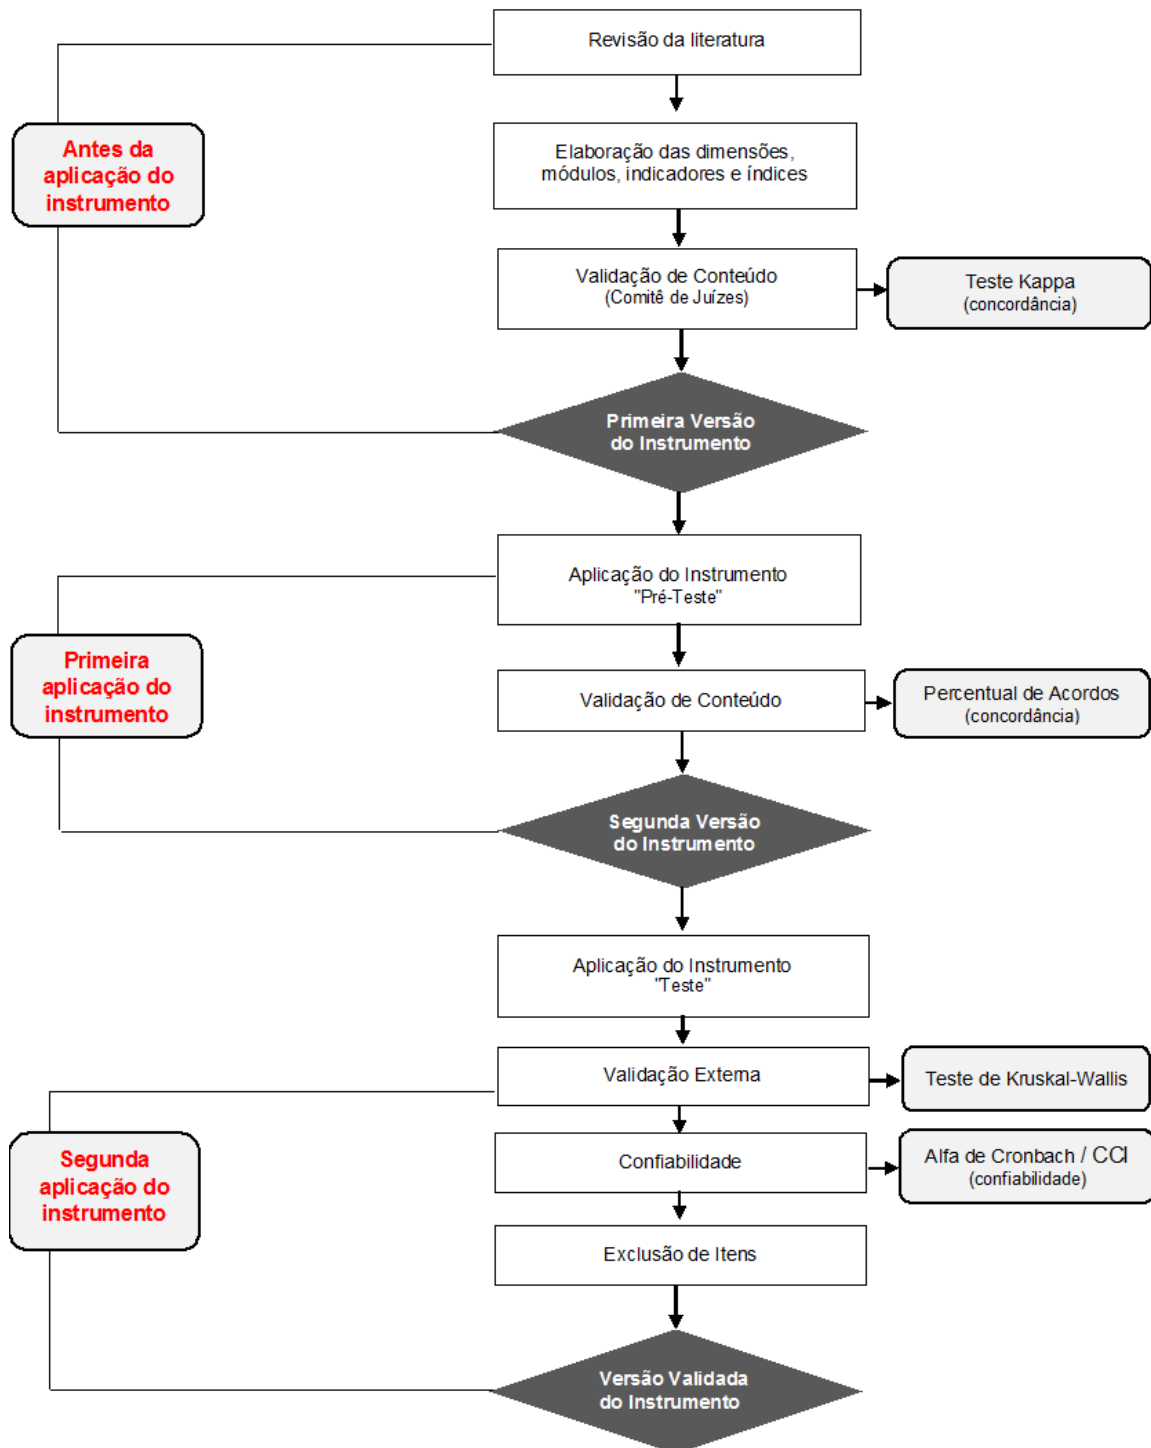 Revisão da literatura
Antes da
aplicação do
instrumento
Elaboração das dimensões,
módulos, indicadores e índices
Validação de Conteúdo
(Comitê de Juízes)
Teste Kappa
(concordância)
Primeira Versão
do Instrumento
Aplicação do Instrumento
"Pré-Teste"
Primeira
aplicação do
instrumento
Validação de Conteúdo
Percentual de Acordos
(concordância)
Segunda Versão
do Instrumento
Aplicação do Instrumento
"Teste"
Validação Externa
Teste de Kruskal-Wallis
Segunda
aplicação do
instrumento
Confiabilidade
Alfa de Cronbach / CCI
(confiabilidade)
Exclusão de Itens
Versão Validada
do Instrumento